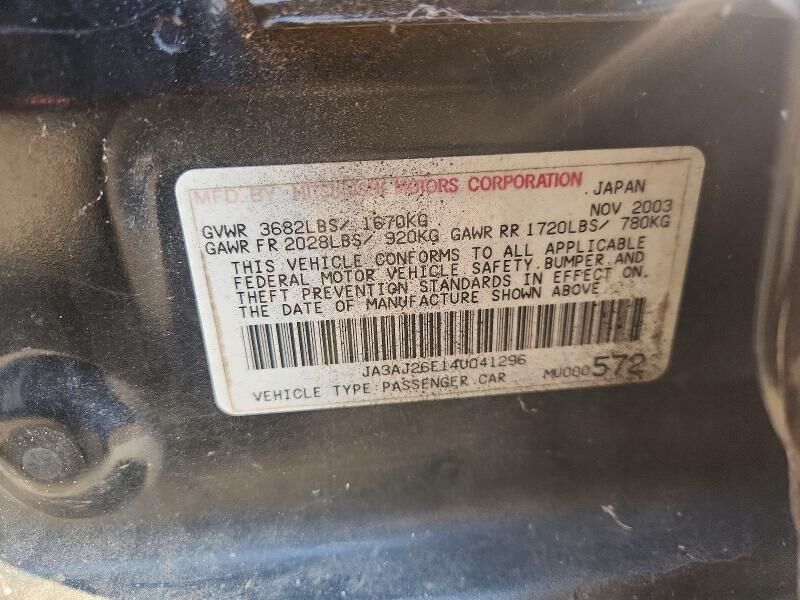 MFD. BY MITSUBISHI MOTORS CORPORATION JAPAN
NOV 2003
GVWR 3682LBS/ 1670KG
GAWR FR 2028LBS/ 920KG GAWR RR 1720LBS/ 780KG
THIS VEHICLE CONFORMS TO ALL APPLICABLE
FEDERAL MOTOR VEHICLE SAFETY, BUMPER AND
THEFT PREVENTION STANDARDS IN EFFECT ON
THE DATE OF MANUFACTURE SHOWN ABOVE
JA3AJ26E14U041296
VEHICLE TYPE:PASSENGER CAR MU000572